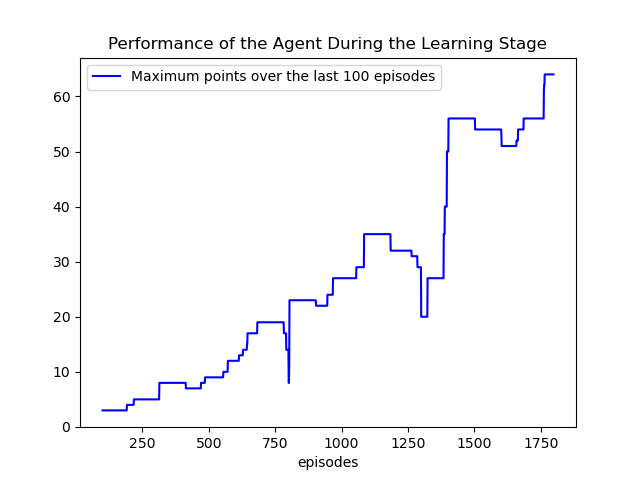 Performance of the Agent During the Learning Stage
Maximum points over the last 100 episodes
60
50
40
30
20
10
0
250 500 750 1000 1250 1500 1750
episodes